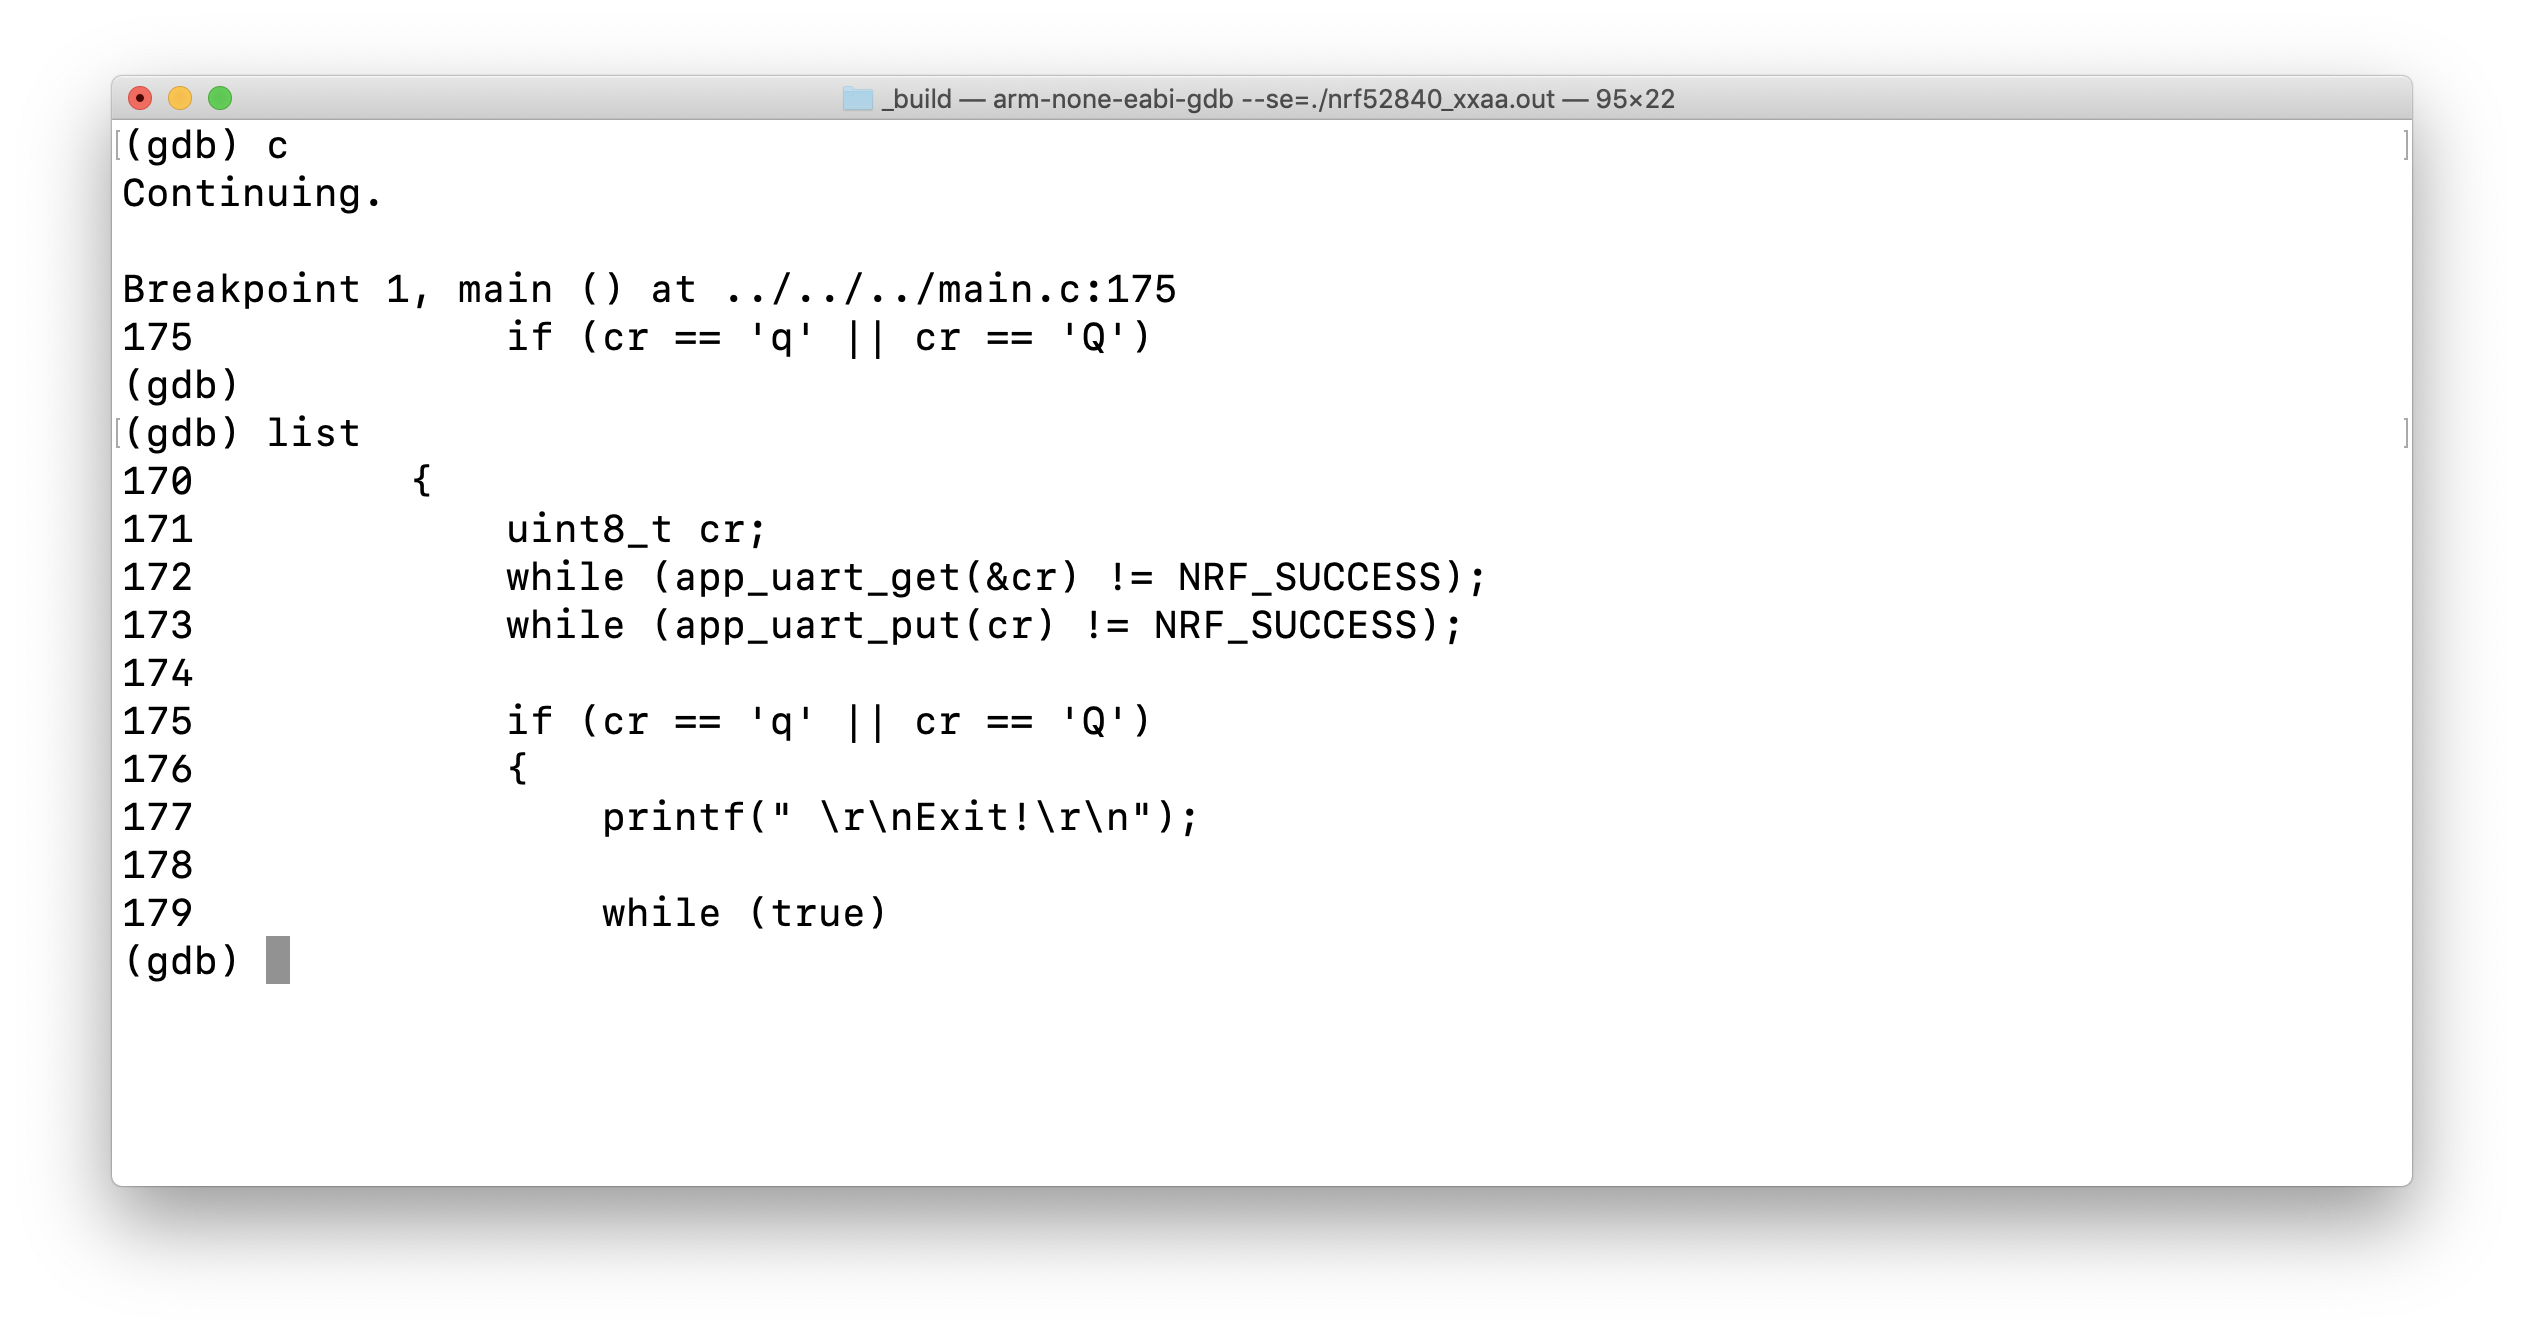 _build — arm-none-eabi-gdb --se=./nrf52840_xxaa.out — 95×22
[(gdb) c ]
Continuing.

Breakpoint 1, main () at ../../../main.c:175
175             if (cr == 'q' || cr == 'Q')
(gdb)
[(gdb) list ]
170         {
171             uint8_t cr;
172             while (app_uart_get(&cr) != NRF_SUCCESS);
173             while (app_uart_put(cr) != NRF_SUCCESS);
174
175             if (cr == 'q' || cr == 'Q')
176             {
177                 printf(" \r\nExit!\r\n");
178
179                 while (true)
(gdb)